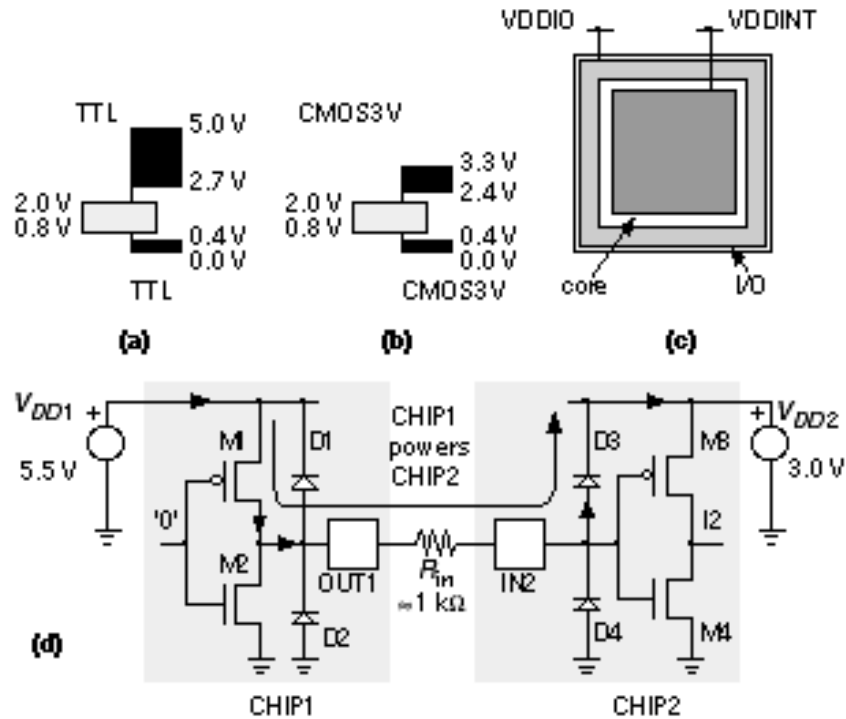 VDDIO
VDDINT
TTL
5.0 V
2.7 V
2.0 V
0.8 V
0.4 V
0.0 V
TTL
CMOS3V
3.3 V
2.4 V
2.0 V
0.8 V
0.4 V
0.0 V
CMOS3V
core
I/O
(a)
(b)
(c)
VDD1
+
5.5 V
M1
D1
'0'
M2
D2
OUT1
CHIP1
powers
CHIP2
Rin
≈1 kΩ
IN2
D3
D4
M3
I2
M4
+
VDD2
3.0 V
(d)
CHIP1
CHIP2